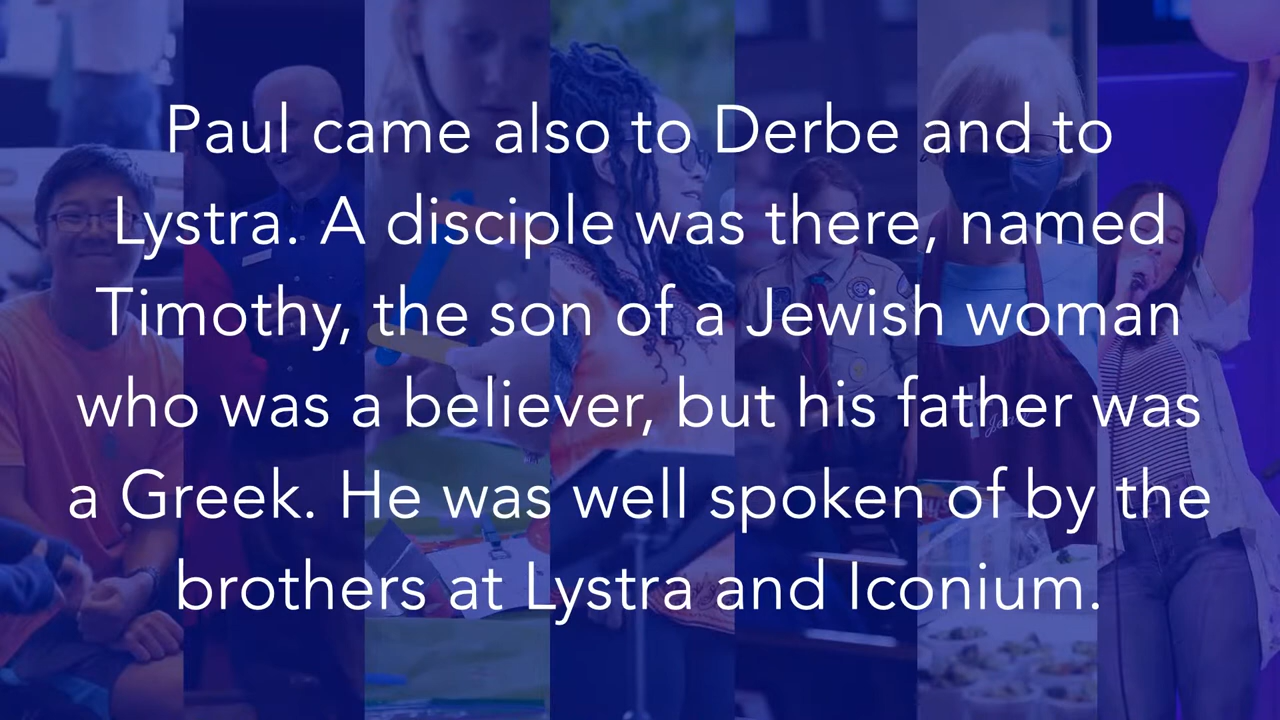 Paul came also to Derbe and to
Lystra. A disciple was there, named
Timothy, the son of a Jewish woman
who was a believer, but his father was
a Greek. He was well spoken of by the
brothers at Lystra and Iconium.